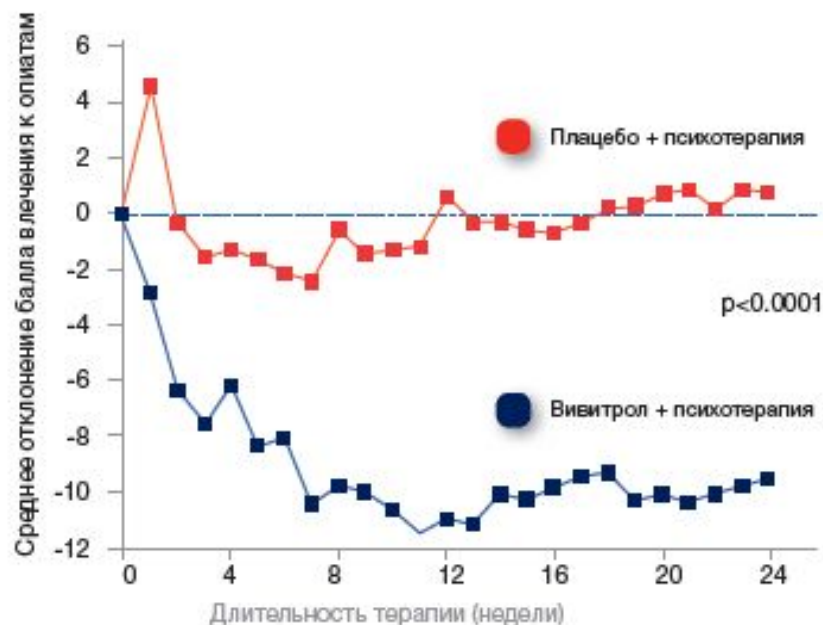 Среднее отклонение балла влечения к опиатам
6
4
2
0
-2
-4
-6
-8
-10
-12
Плацебо + психотерапия
p<0.0001
Вивитрол + психотерапия
0 4 8 12 16 20 24
Длительность терапии (недели)